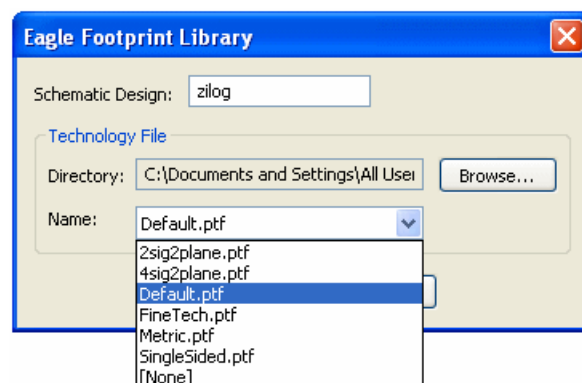 Eagle Footprint Library
Schematic Design: zilog
Technology File
Directory: C:\Documents and Settings\All User Browse...
Name: Default.ptf
2sig2plane.ptf
4sig2plane.ptf
Default.ptf
FineTech.ptf
Metric.ptf
SingleSided.ptf
[None]